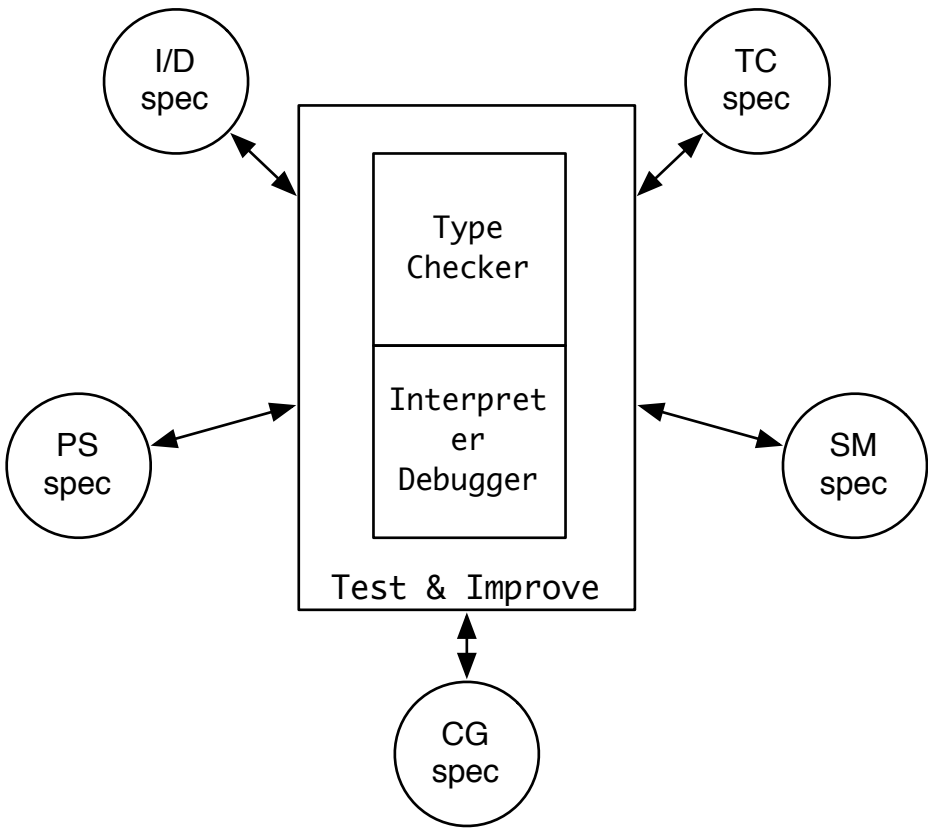 I/D
spec
TC
spec
Type
Checker
Interpret
er
Debugger
PS
spec
SM
spec
Test & Improve
CG
spec